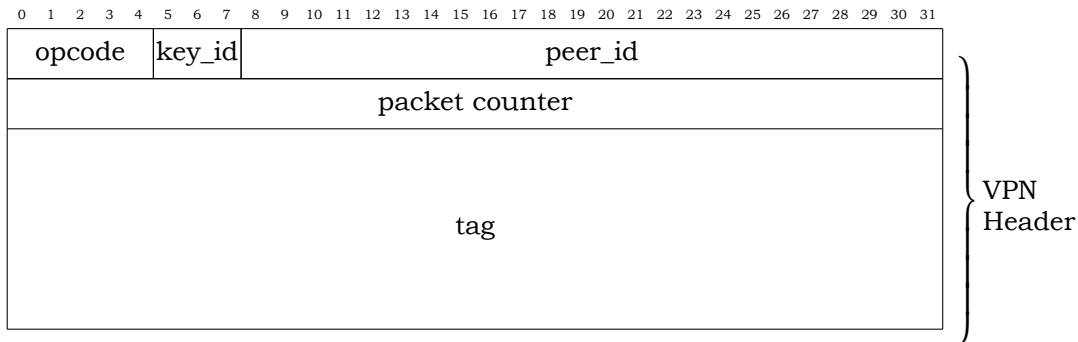 0 1 2 3 4 5 6 7 8 9 10 11 12 13 14 15 16 17 18 19 20 21 22 23 24 25 26 27 28 29 30 31
opcode key_id peer_id
packet counter
tag
VPN
Header